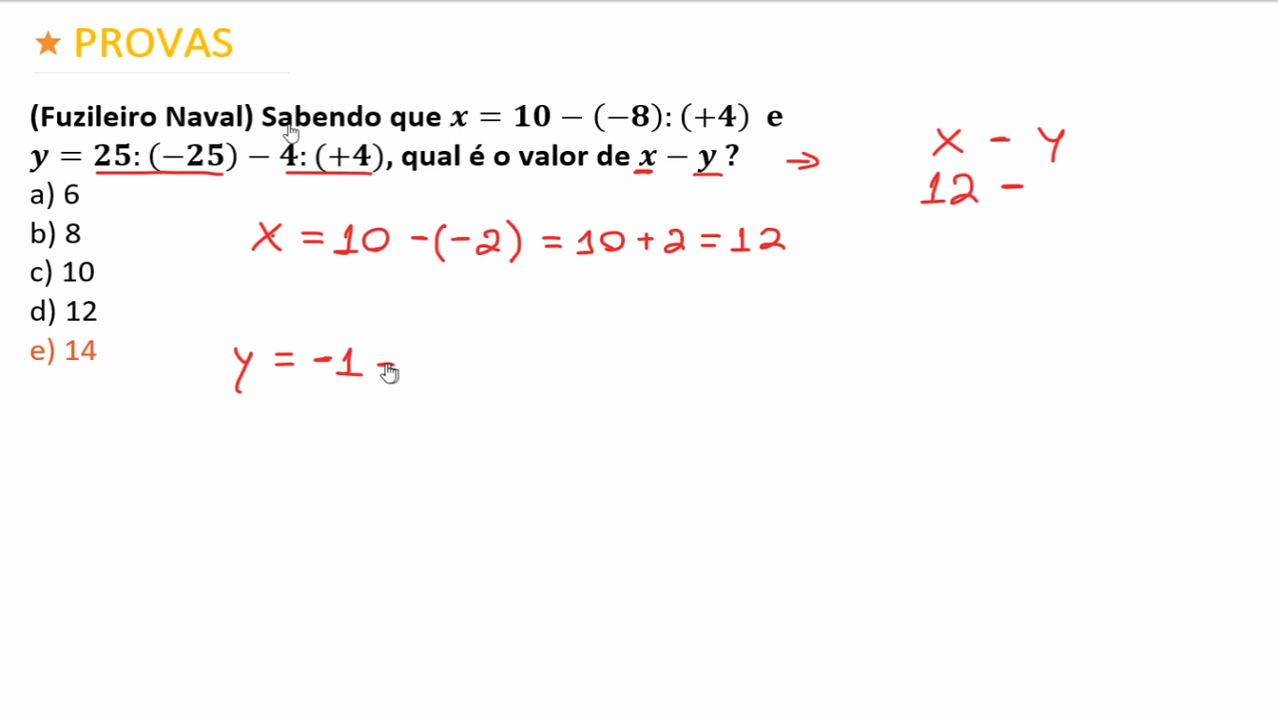 PROVAS
(Fuzileiro Naval) Sabendo que x = 10 − (−8): (+4) e
y = 25: (−25) − 4: (+4), qual é o valor de x − y ?
a) 6
b) 8
c) 10
d) 12
e) 14
→ x - y
12 -
x = 10 -(-2) = 10 + 2 = 12
y = -1 -